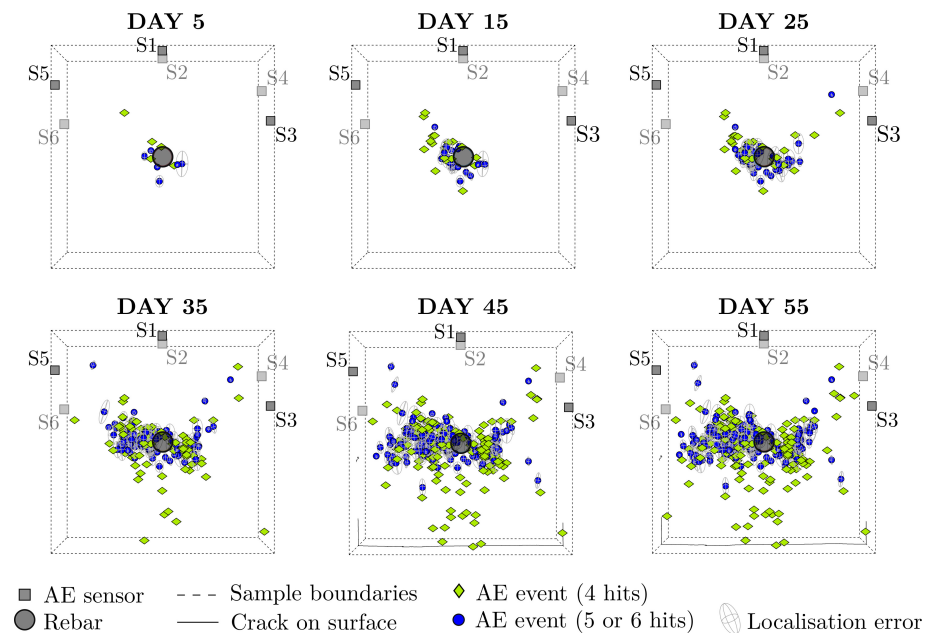 DAY 5
DAY 15
DAY 25
S1
S2
S5
S4
S6
S3
S1
S2
S5
S4
S6
S3
S1
S2
S5
S4
S6
S3
DAY 35
DAY 45
DAY 55
S1
S2
S5
S4
S6
S3
S1
S2
S5
S4
S6
S3
S1
S2
S5
S4
S6
S3
AE sensor
Sample boundaries
AE event (4 hits)
Rebar
Crack on surface
AE event (5 or 6 hits)
Localisation error